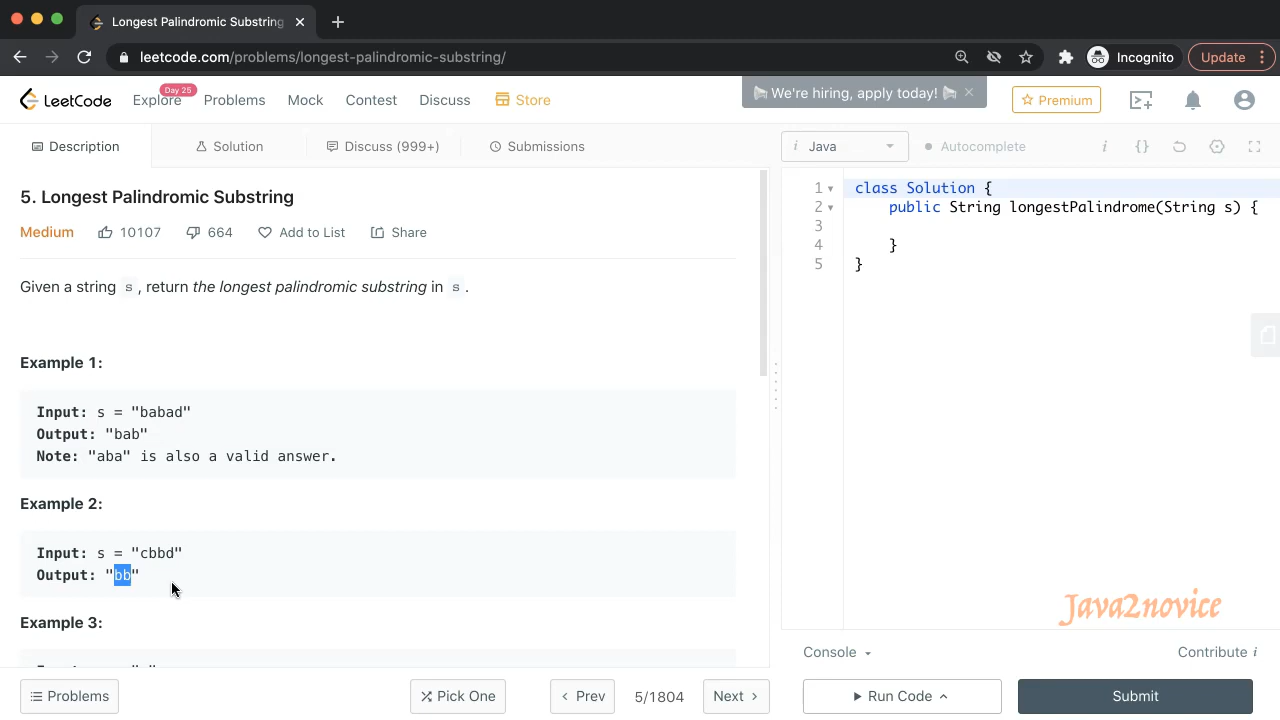 Longest Palindromic Substring
leetcode.com/problems/longest-palindromic-substring/
Incognito
Update
LeetCode
Explore
Day 25
Problems
Mock
Contest
Discuss
Store
We're hiring, apply today!
Premium
Description
Solution
Discuss (999+)
Submissions
i Java
Autocomplete
i {}
5. Longest Palindromic Substring
Medium 10107 664 Add to List Share
Given a string s, return the longest palindromic substring in s.
Example 1:
Input: s = "babad"
Output: "bab"
Note: "aba" is also a valid answer.
Example 2:
Input: s = "cbbd"
Output: "bb"
Example 3:
1 class Solution {
2 public String longestPalindrome(String s) {
3
4 }
5 }
Java2novice
Console
Contribute i
Problems
Pick One
< Prev
5/1804
Next >
Run Code
Submit